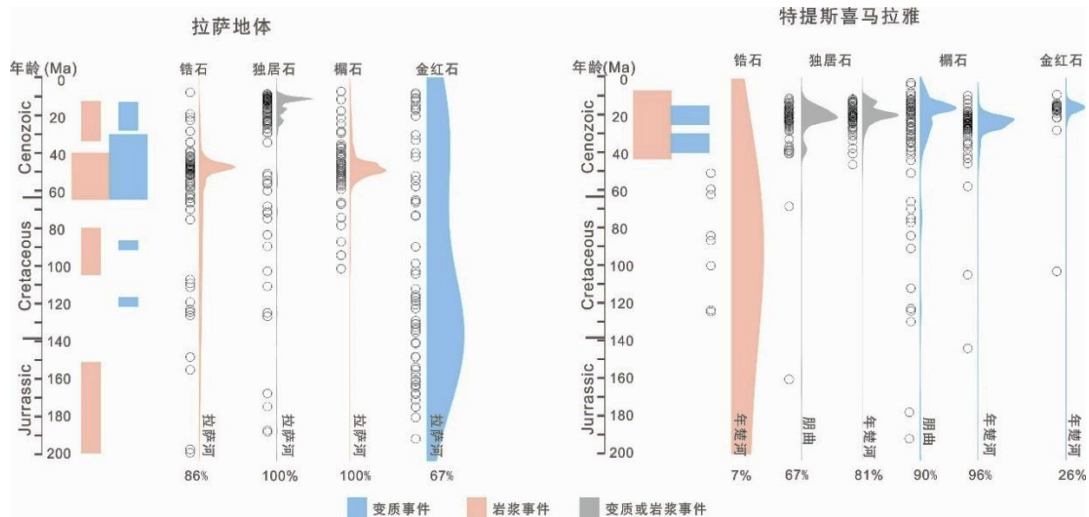 拉萨地体
特提斯喜马拉雅
年龄(Ma)
锆石
独居石
榍石
金红石
年龄(Ma)
锆石
独居石
榍石
金红石
0
20
40
60
80
100
120
140
160
180
200
Cenozoic
Cretaceous
Jurrassic
拉萨河
拉萨河
拉萨河
拉萨河
86%
100%
100%
67%
0
20
40
60
80
100
120
140
160
180
200
Cenozoic
Cretaceous
Jurrassic
年楚河
朋曲
年楚河
朋曲
年楚河
年楚河
7%
67%
81%
90%
96%
26%
变质事件
岩浆事件
变质或岩浆事件